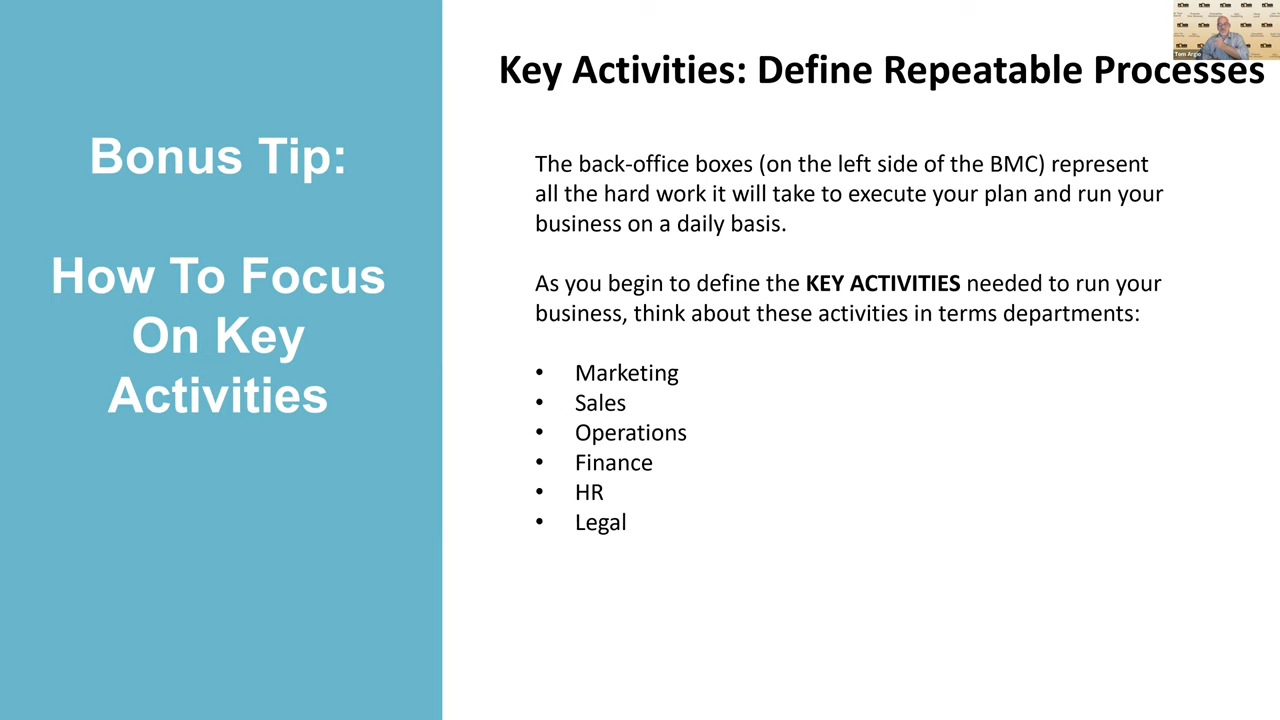 Bonus Tip:
How To Focus
On Key
Activities
Key Activities: Define Repeatable Processes
The back-office boxes (on the left side of the BMC) represent
all the hard work it will take to execute your plan and run your
business on a daily basis.
As you begin to define the KEY ACTIVITIES needed to run your
business, think about these activities in terms departments:
• Marketing
• Sales
• Operations
• Finance
• HR
• Legal